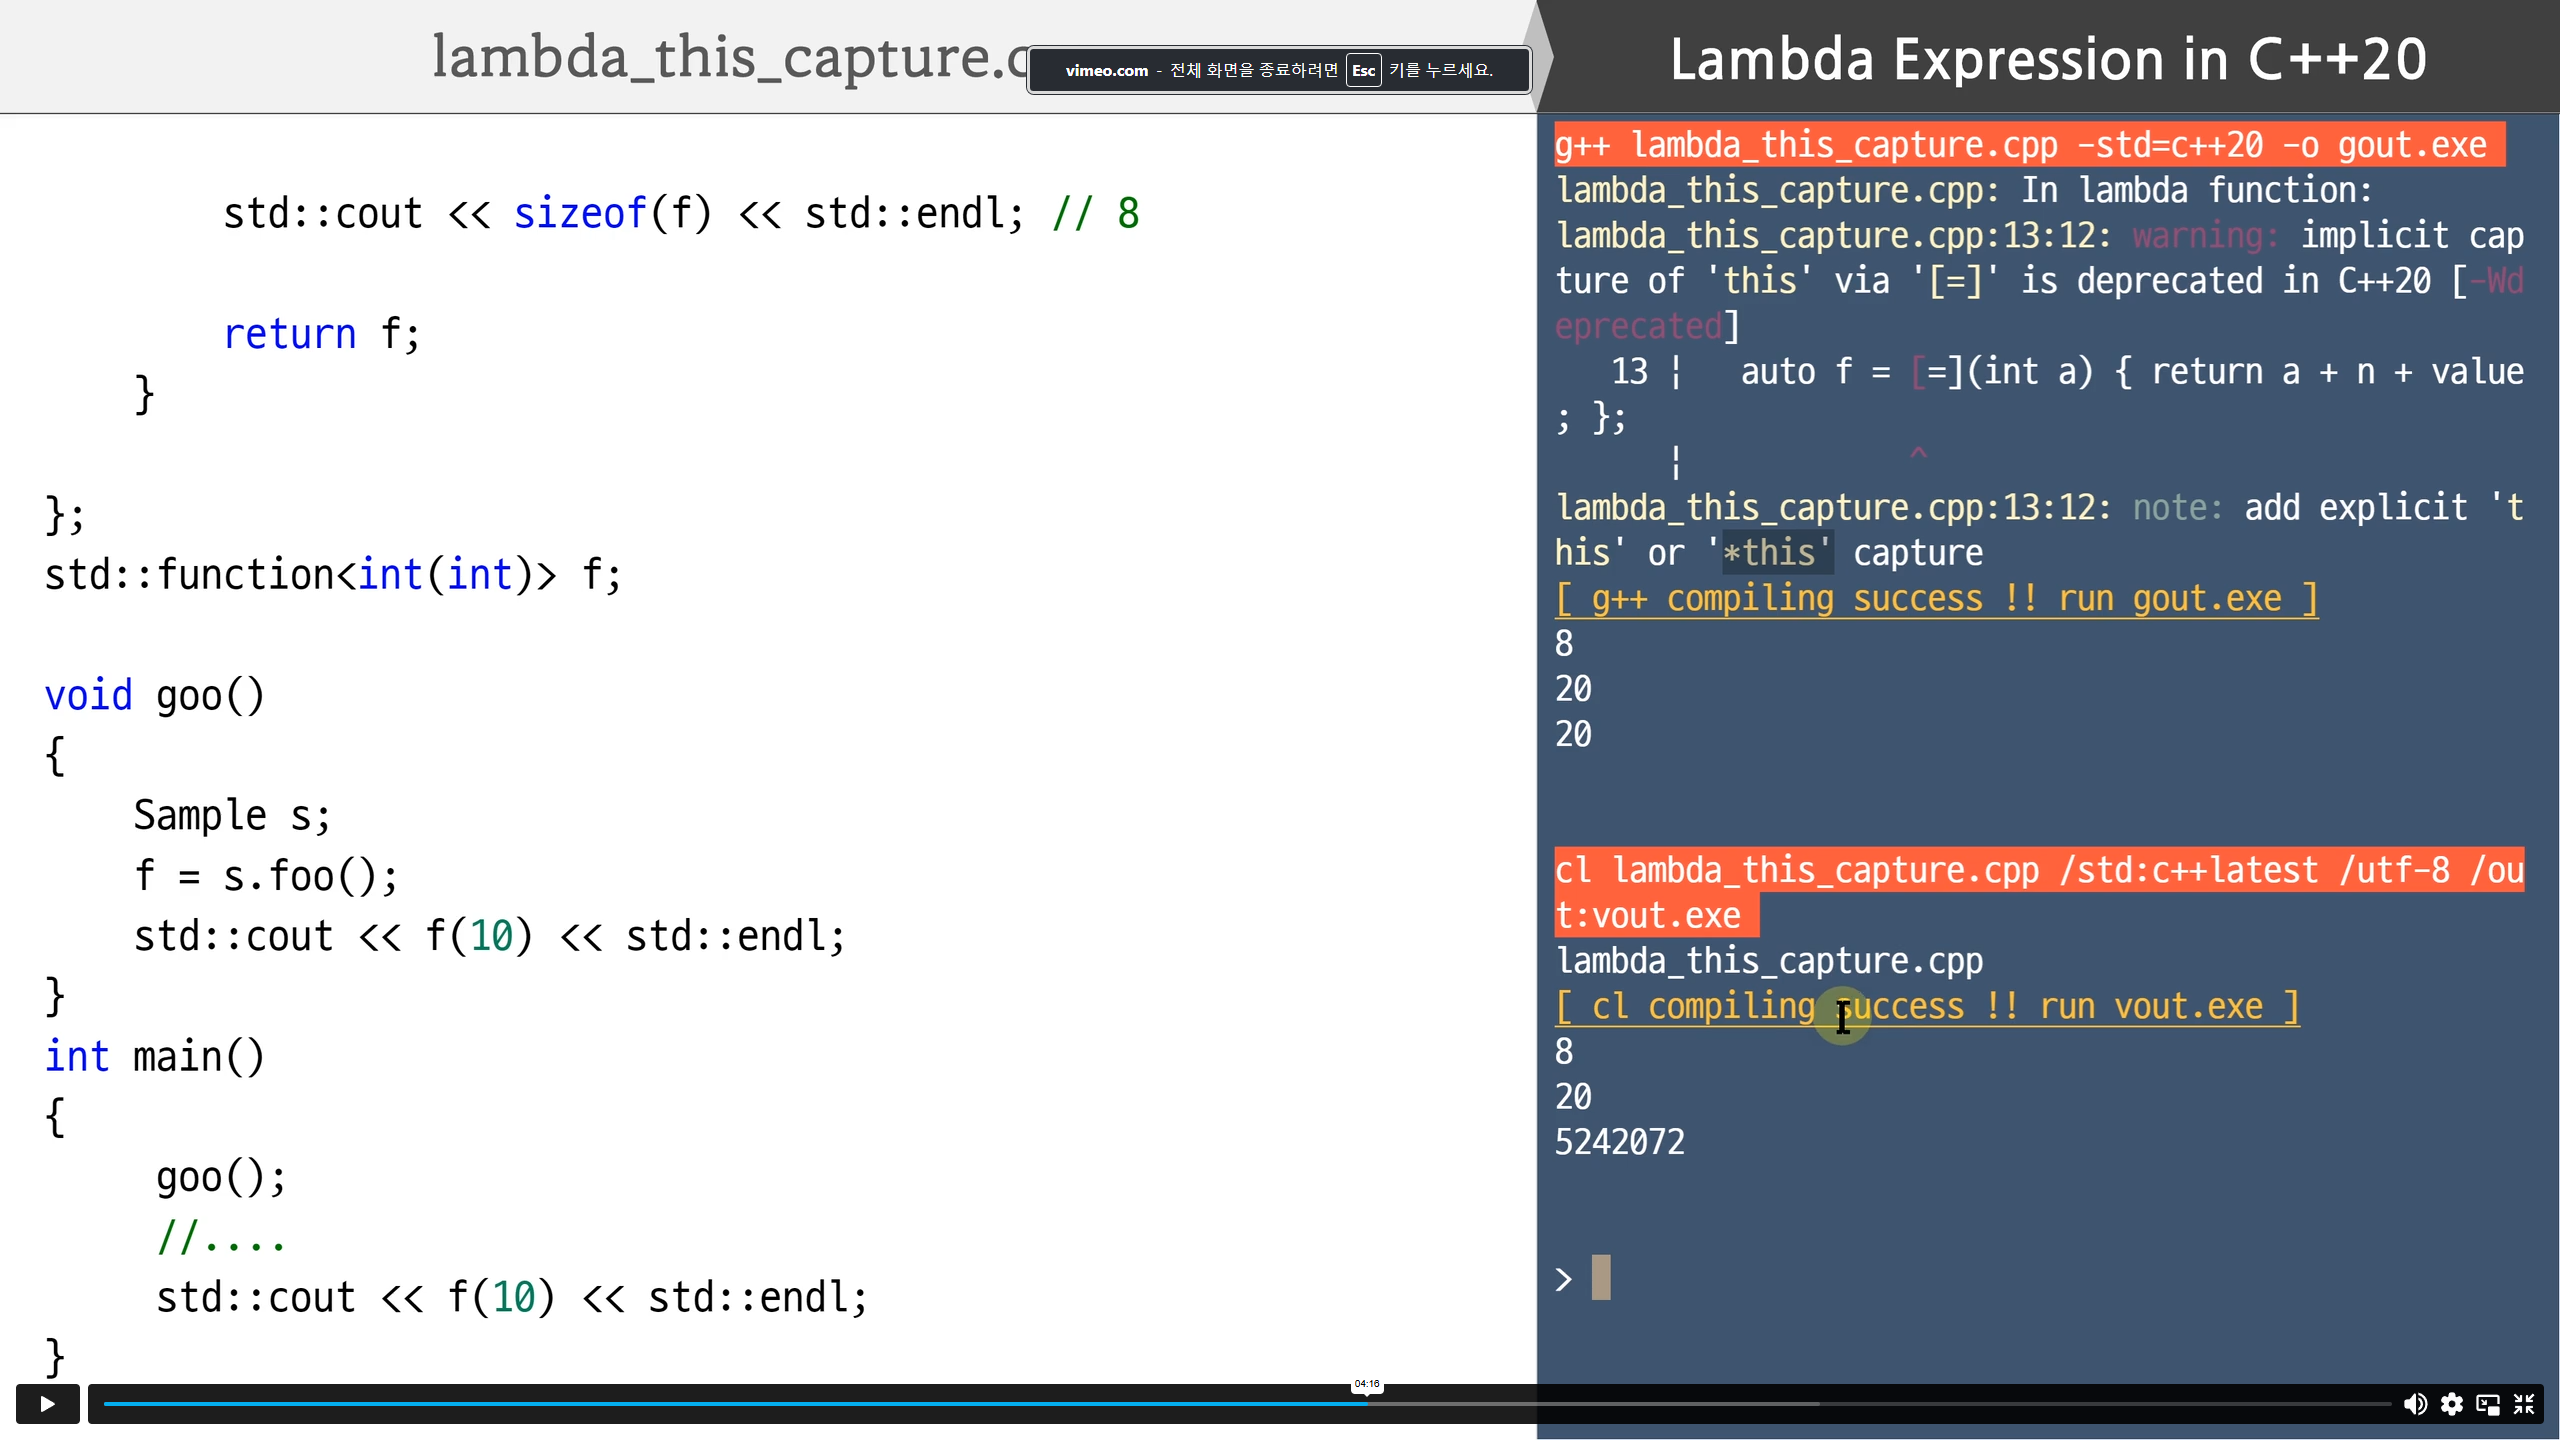 lambda_this_capture.c
vimeo.com - 전체 화면을 종료하려면 Esc 키를 누르세요.
Lambda Expression in C++20
std::cout << sizeof(f) << std::endl; // 8
return f;
}
};
std::function<int(int)> f;
void goo()
{
Sample s;
f = s.foo();
std::cout << f(10) << std::endl;
}
int main()
{
goo();
//....
std::cout << f(10) << std::endl;
}
g++ lambda_this_capture.cpp -std=c++20 -o gout.exe
lambda_this_capture.cpp: In lambda function:
lambda_this_capture.cpp:13:12: warning: implicit cap
ture of 'this' via '[=]' is deprecated in C++20 [-Wd
eprecated]
13 ¦ auto f = [=](int a) { return a + n + value
; };
¦ ^
lambda_this_capture.cpp:13:12: note: add explicit 't
his' or '*this' capture
[ g++ compiling success !! run gout.exe ]
8
20
20
cl lambda_this_capture.cpp /std:c++latest /utf-8 /ou
t:vout.exe
lambda_this_capture.cpp
[ cl compiling success !! run vout.exe ]
8
20
5242072
>
04:16